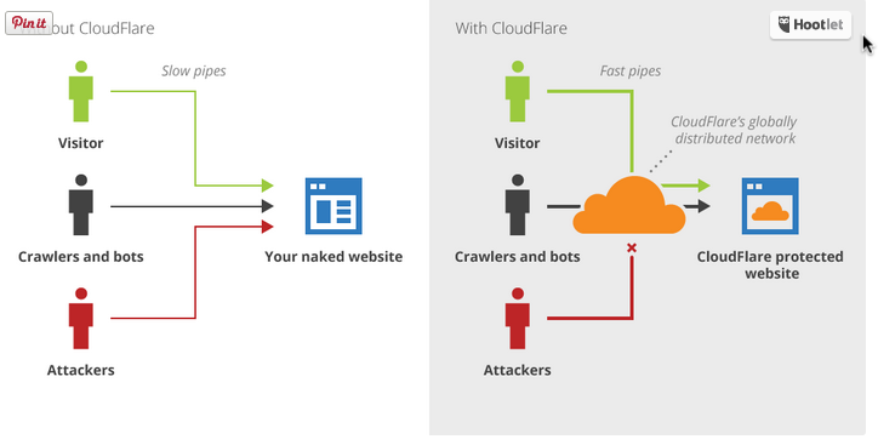 Pin it
out CloudFlare
With CloudFlare
Hootlet
Slow pipes
Fast pipes
CloudFlare's globally
distributed network
Visitor
Visitor
Crawlers and bots
Your naked website
Crawlers and bots
CloudFlare protected
website
Attackers
Attackers